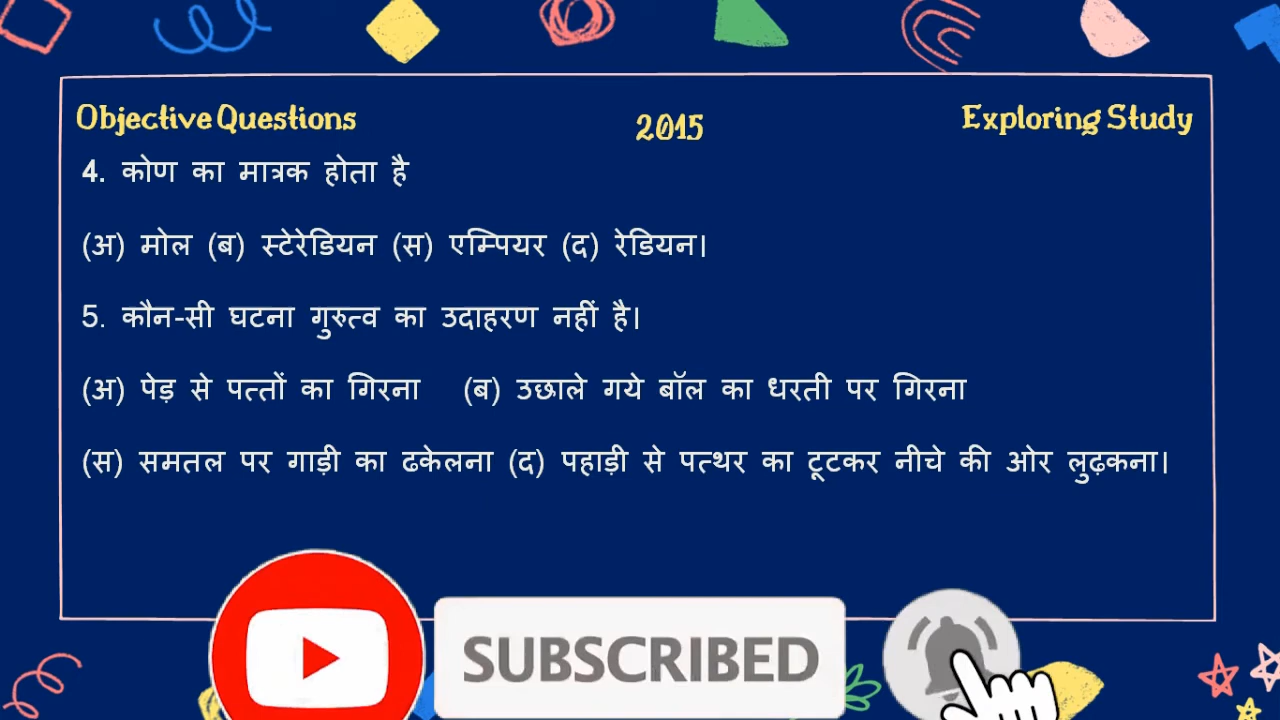 Objective Questions 2015 Exploring Study
4. कोण का मात्रक होता है
(अ) मोल (ब) स्टेरेडियन (स) एम्पियर (द) रेडियन।
5. कौन-सी घटना गुरुत्व का उदाहरण नहीं है।
(अ) पेड़ से पत्तों का गिरना (ब) उछाले गये बॉल का धरती पर गिरना
(स) समतल पर गाड़ी का ढकेलना (द) पहाड़ी से पत्थर का टूटकर नीचे की ओर लुढ़कना।
SUBSCRIBED